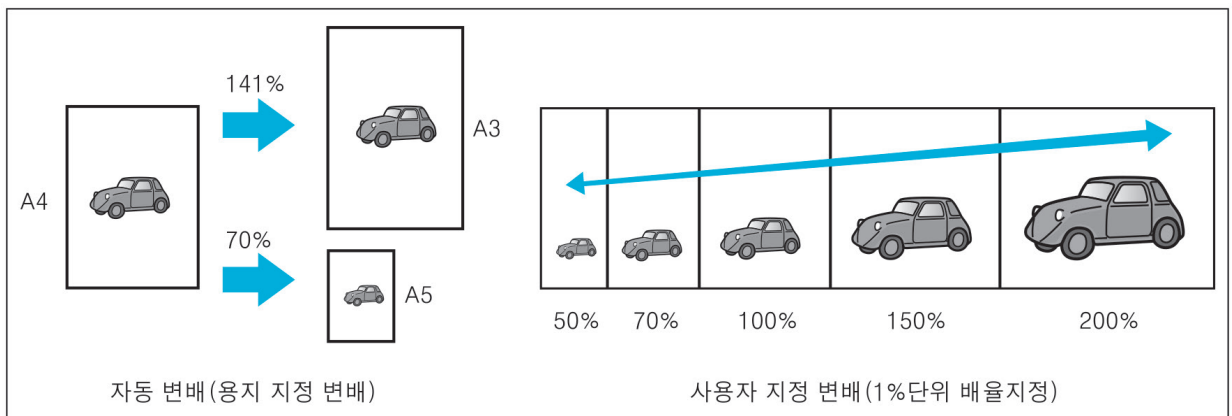 141%
A3
A4
70%
A5
50% 70% 100% 150% 200%
자동 변배(용지 지정 변배)
사용자 지정 변배(1%단위 배율지정)